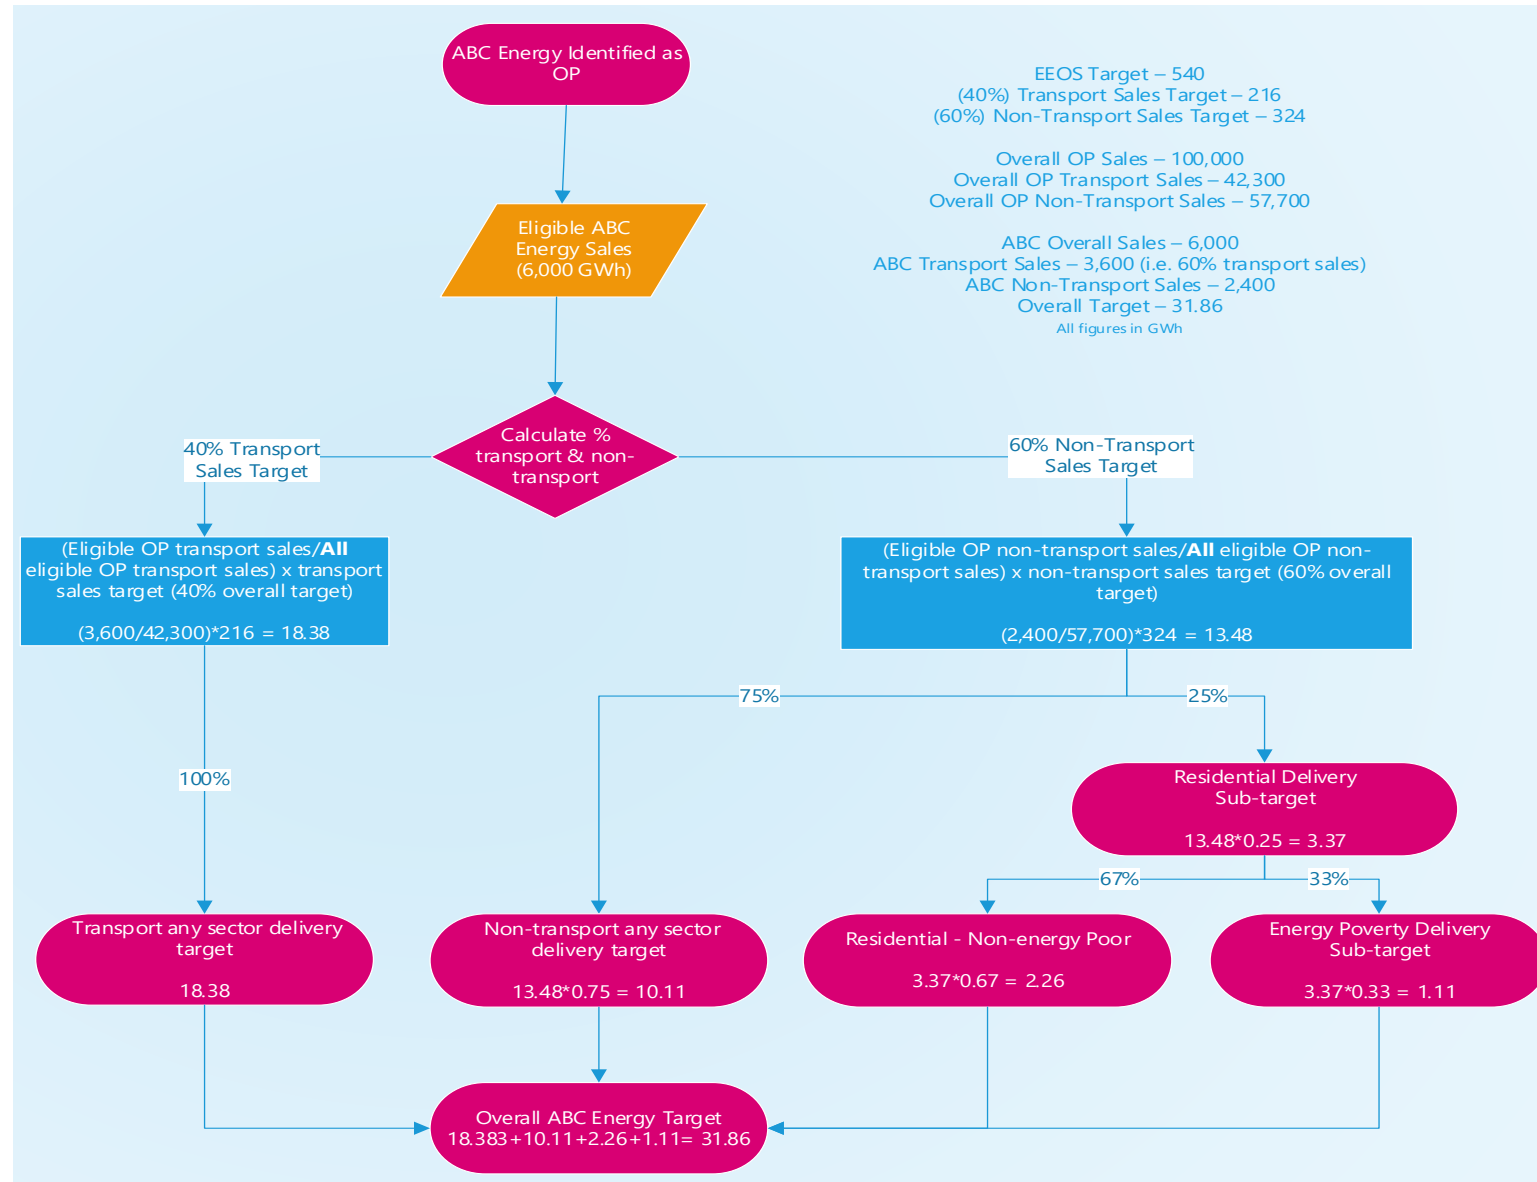 ABC Energy Identified as
OP
EEOS Target – 540
(40%) Transport Sales Target – 216
(60%) Non-Transport Sales Target – 324
Overall OP Sales – 100,000
Overall OP Transport Sales – 42,300
Overall OP Non-Transport Sales – 57,700
ABC Overall Sales – 6,000
ABC Transport Sales – 3,600 (i.e. 60% transport sales)
ABC Non-Transport Sales – 2,400
Overall Target – 31.86
All figures in GWh
Eligible ABC
Energy Sales
(6,000 GWh)
Calculate %
transport & non-
transport
40% Transport
Sales Target
60% Non-Transport
Sales Target
(Eligible OP transport sales/All
eligible OP transport sales) x transport
sales target (40% overall target)
(3,600/42,300)*216 = 18.38
(Eligible OP non-transport sales/All eligible OP non-
transport sales) x non-transport sales target (60% overall
target)
(2,400/57,700)*324 = 13.48
75%
25%
100%
Residential Delivery
Sub-target
13.48*0.25 = 3.37
67%
33%
Transport any sector delivery
target
18.38
Non-transport any sector
delivery target
13.48*0.75 = 10.11
Residential - Non-energy Poor
3.37*0.67 = 2.26
Energy Poverty Delivery
Sub-target
3.37*0.33 = 1.11
Overall ABC Energy Target
18.383+10.11+2.26+1.11= 31.86